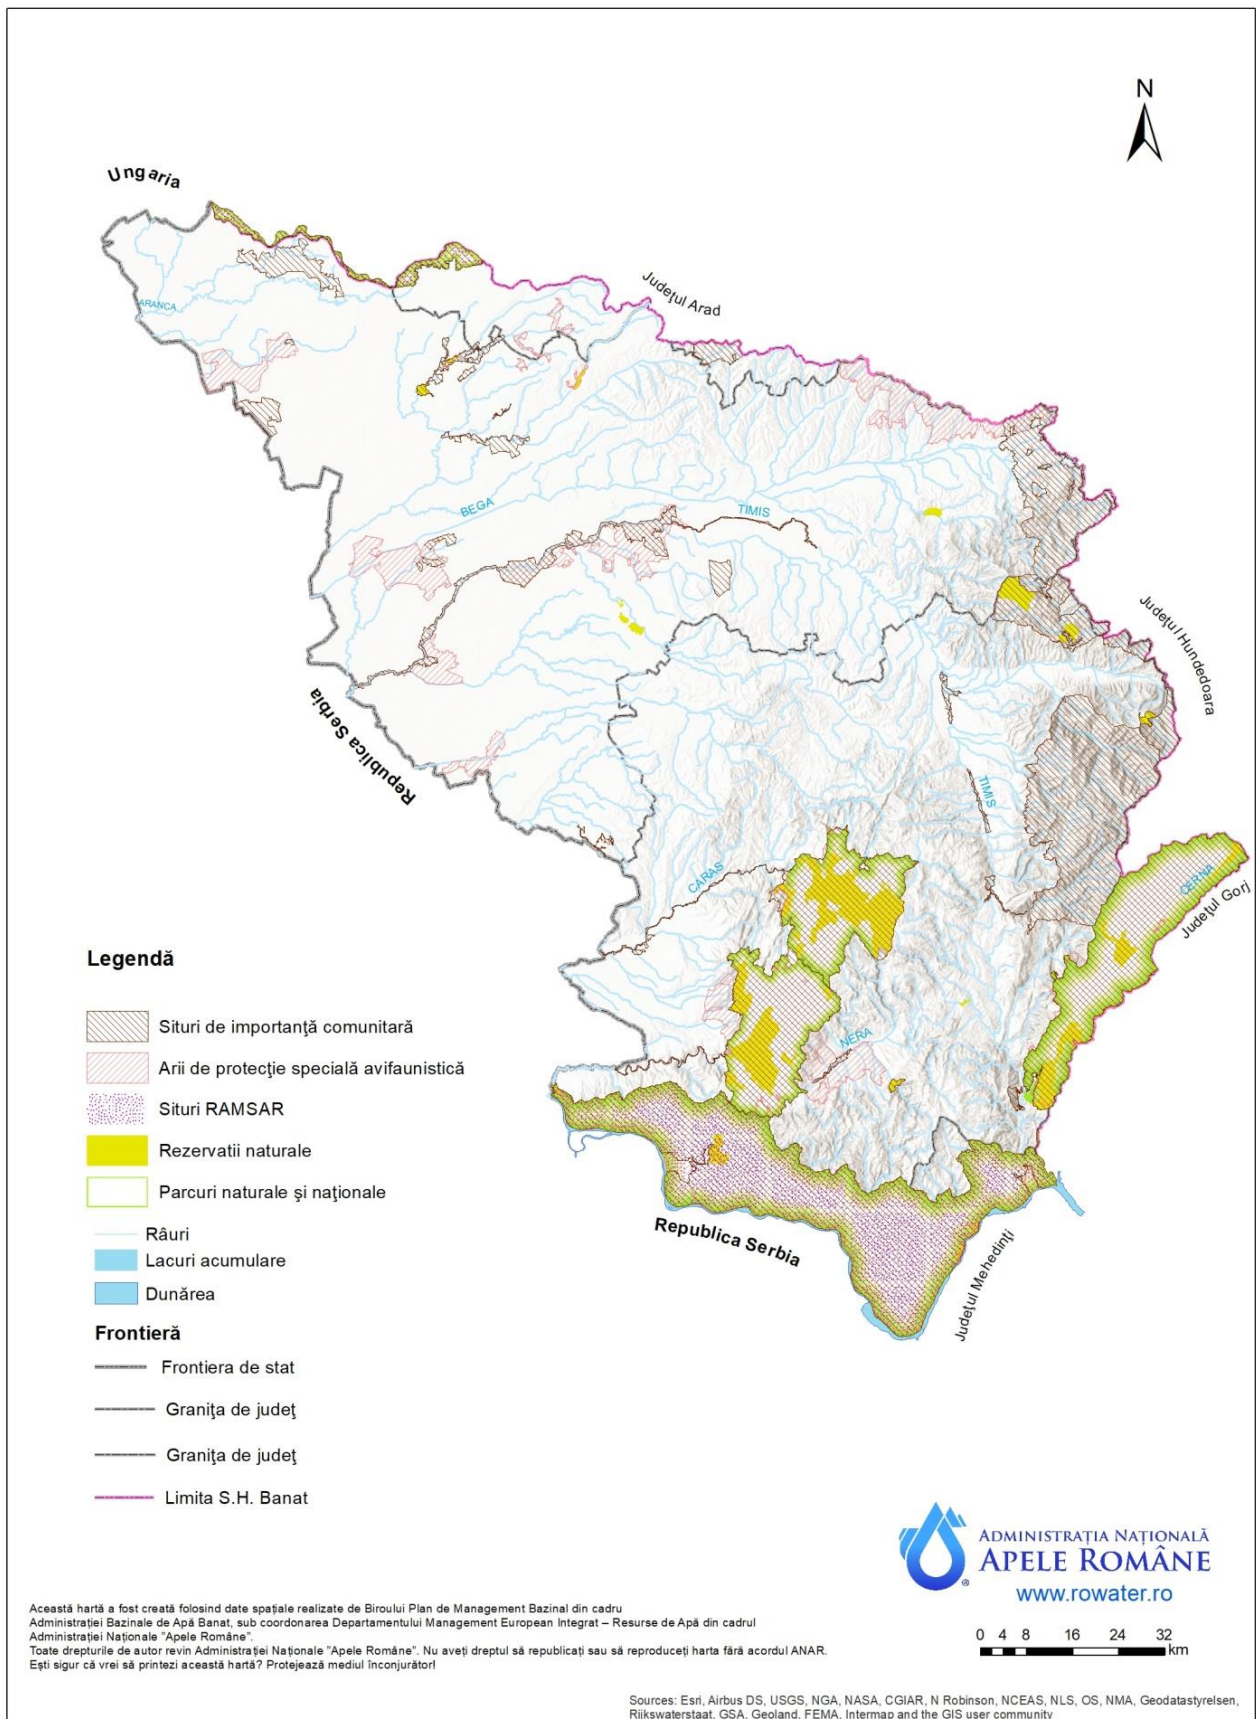 N
Ungaria
Județul Arad
ARANCA
BEGA
TIMIS
Județul Hundedoara
Republica Serbia
TIMIS
CARAS
CERNA
Județul Gorj
NERA
Republica Serbia
Județul Mehedinți
Legendă
Situri de importanţă comunitară
Arii de protecţie specială avifaunistică
Situri RAMSAR
Rezervatii naturale
Parcuri naturale şi naţionale
Râuri
Lacuri acumulare
Dunărea
Frontieră
Frontiera de stat
Graniţa de judeţ
Graniţa de judeţ
Limita S.H. Banat
ADMINISTRAȚIA NAȚIONALĂ
APELE ROMÂNE
www.rowater.ro
Această hartă a fost creată folosind date spaţiale realizate de Biroului Plan de Management Bazinal din cadru
Administraţiei Bazinale de Apă Banat, sub coordonarea Departamentului Management European Integrat – Resurse de Apă din cadrul
Administraţiei Naţionale "Apele Române".
Toate drepturile de autor revin Administraţiei Naţionale "Apele Române". Nu aveţi dreptul să republicaţi sau să reproduceţi harta fără acordul ANAR.
Eşti sigur că vrei să printezi această hartă? Protejează mediul înconjurător!
0 4 8 16 24 32
km
Sources: Esri, Airbus DS, USGS, NGA, NASA, CGIAR, N Robinson, NCEAS, NLS, OS, NMA, Geodatastyrelsen,
Rijkswaterstaat, GSA, Geoland, FEMA, Intermap and the GIS user community